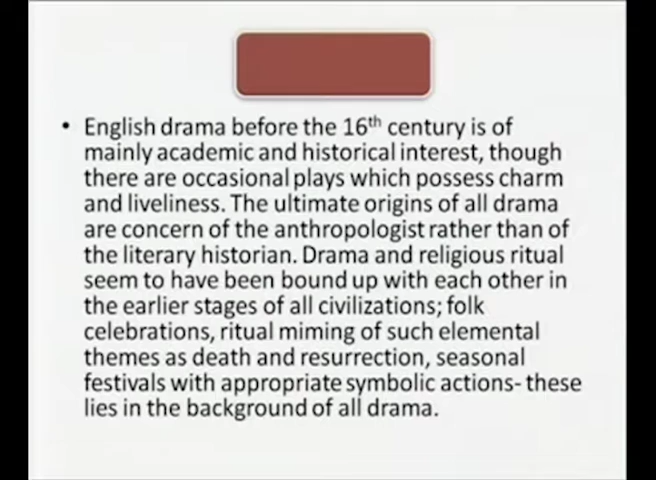 • English drama before the 16th century is of
mainly academic and historical interest, though
there are occasional plays which possess charm
and liveliness. The ultimate origins of all drama
are concern of the anthropologist rather than of
the literary historian. Drama and religious ritual
seem to have been bound up with each other in
the earlier stages of all civilizations; folk
celebrations, ritual miming of such elemental
themes as death and resurrection, seasonal
festivals with appropriate symbolic actions- these
lies in the background of all drama.